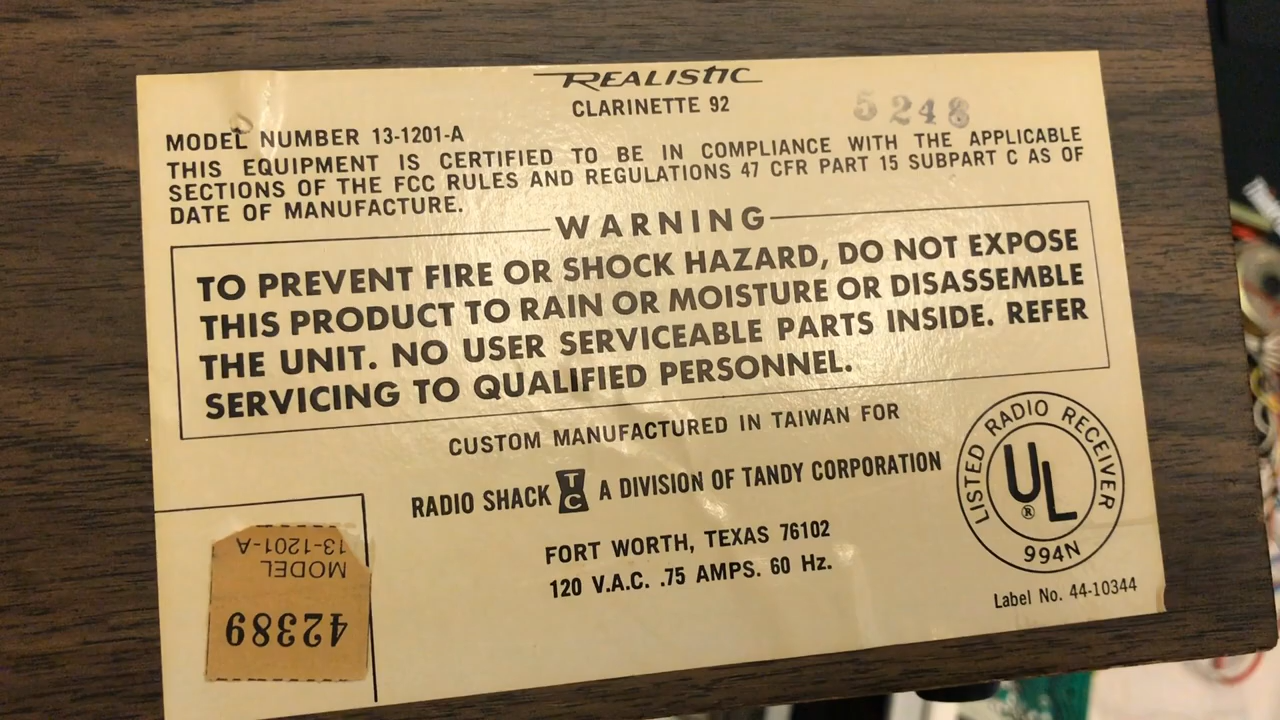 REALISTIC
CLARINETTE 92
5248
MODEL NUMBER 13-1201-A
THIS EQUIPMENT IS CERTIFIED TO BE IN COMPLIANCE WITH THE APPLICABLE
SECTIONS OF THE FCC RULES AND REGULATIONS 47 CFR PART 15 SUBPART C AS OF
DATE OF MANUFACTURE.
WARNING
TO PREVENT FIRE OR SHOCK HAZARD, DO NOT EXPOSE
THIS PRODUCT TO RAIN OR MOISTURE OR DISASSEMBLE
THE UNIT. NO USER SERVICEABLE PARTS INSIDE. REFER
SERVICING TO QUALIFIED PERSONNEL.
CUSTOM MANUFACTURED IN TAIWAN FOR
RADIO SHACK TC A DIVISION OF TANDY CORPORATION
FORT WORTH, TEXAS 76102
120 V.A.C. .75 AMPS. 60 Hz.
LISTED RADIO RECEIVER
UL®
994N
Label No. 44-10344
MODEL
13-1201-A
42389